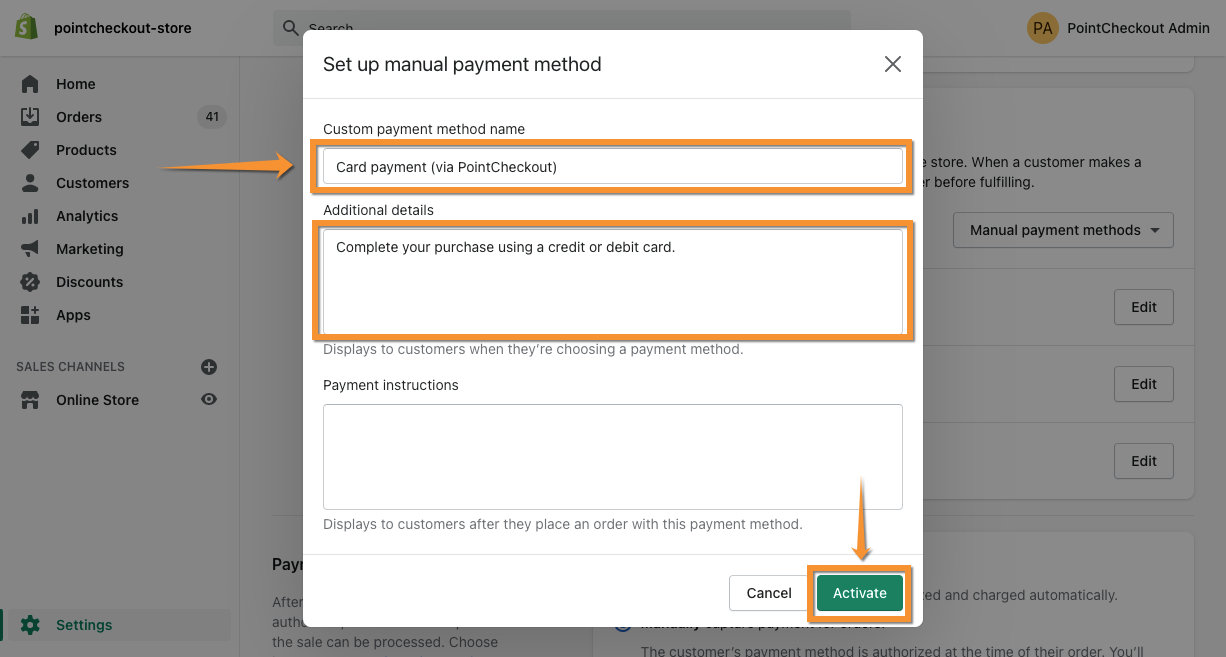 pointcheckout-store
Search
PA
PointCheckout Admin
Home
Orders
41
Products
Customers
Analytics
Marketing
Discounts
Apps
SALES CHANNELS
Online Store
Settings
Set up manual payment method
Custom payment method name
Card payment (via PointCheckout)
Additional details
Complete your purchase using a credit or debit card.
Displays to customers when they're choosing a payment method.
Payment instructions
Displays to customers after they place an order with this payment method.
Cancel
Activate
store. When a customer makes a
before fulfilling.
Manual payment methods
Edit
Edit
Edit
the sale can be processed. Choose
and charged automatically.
The customer's payment method is authorized at the time of their order. You'll